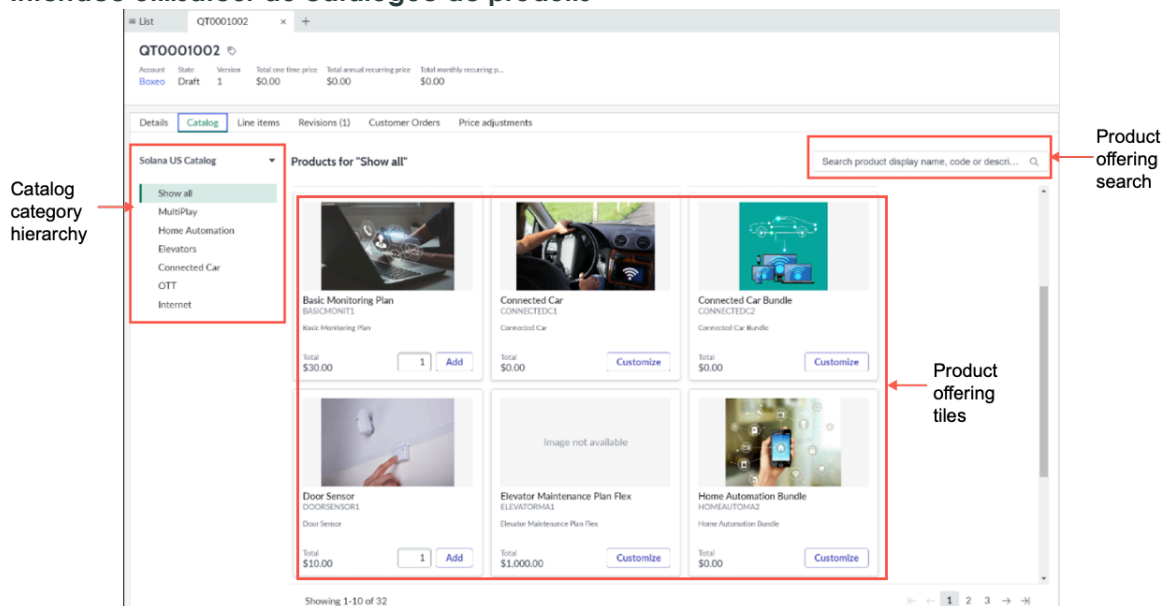 List
QT0001002
QT0001002
Account State Version Total one time price Total annual recurring price Total monthly recurring p...
Boxeo Draft 1 $0.00 $0.00 $0.00
Details Catalog Line items Revisions (1) Customer Orders Price adjustments
Solana US Catalog
Products for "Show all"
Search product display name, code or descri...
Product
offering
search
Catalog
category
hierarchy
Show all
MultiPlay
Home Automation
Elevators
Connected Car
OTT
Internet
Basic Monitoring Plan
BASICMONIT1
Basic Monitoring Plan
Total
$30.00 1 Add
Connected Car
CONNECTEDC1
Connected Car
Total
$0.00 Customize
Connected Car Bundle
CONNECTEDC2
Connected Car Bundle
Total
$0.00 Customize
Product
offering
tiles
Door Sensor
DOORSENSOR1
Door Sensor
Total
$10.00 1 Add
Image not available
Elevator Maintenance Plan Flex
ELEVATORMA1
Elevator Maintenance Plan Flex
Total
$1,000.00 Customize
Home Automation Bundle
HOMEAUTOMA2
Home Automation Bundle
Total
$0.00 Customize
Showing 1-10 of 32
1 2 3